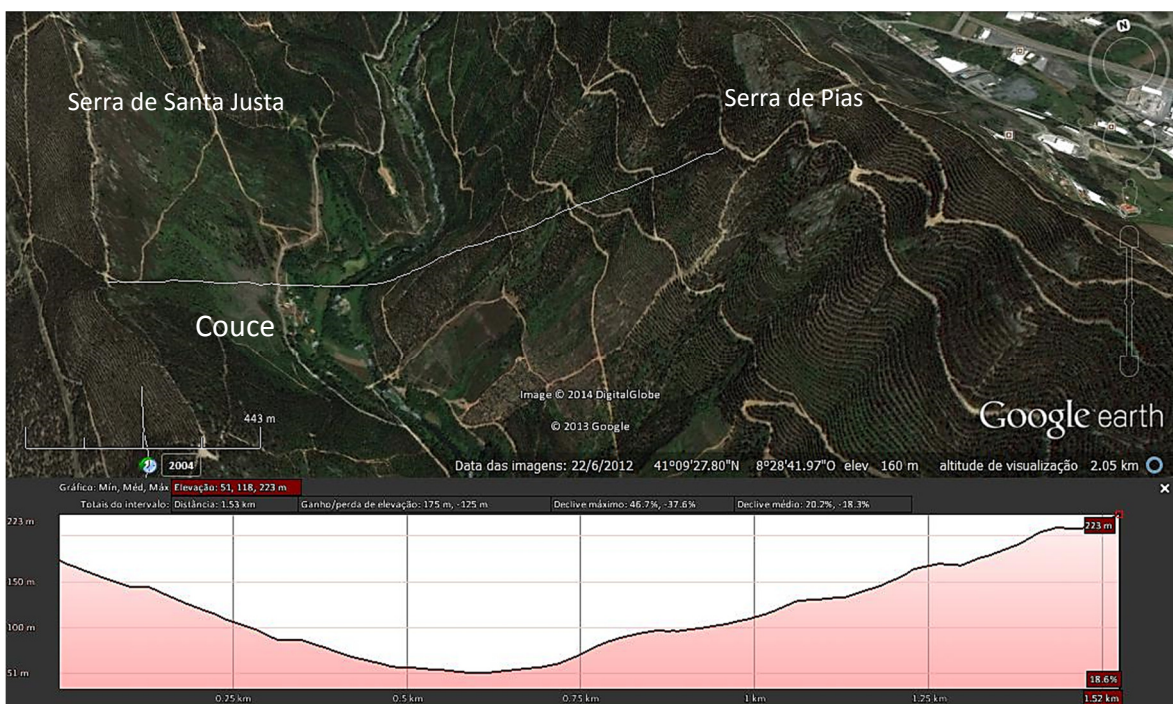 N
Serra de Santa Justa
Serra de Pias
Couce
Image © 2014 DigitalGlobe
© 2013 Google
443 m
Google earth
2004
Data das imagens: 22/6/2012 41°09'27.80"N 8°28'41.97"O elev 160 m altitude de visualização 2.05 km
Gráfico: Mín, Méd, Máx Elevação: 51, 118, 223 m
Totais do intervalo: Distância: 1.53 km Ganho/perda de elevação: 175 m, -125 m Declive máximo: 46.7%, -37.6% Declive médio: 20.2%, -18.3%
223 m
223 m
150 m
100 m
51 m
18.6%
0.25 km 0.5 km 0.75 km 1 km 1.25 km 1.52 km